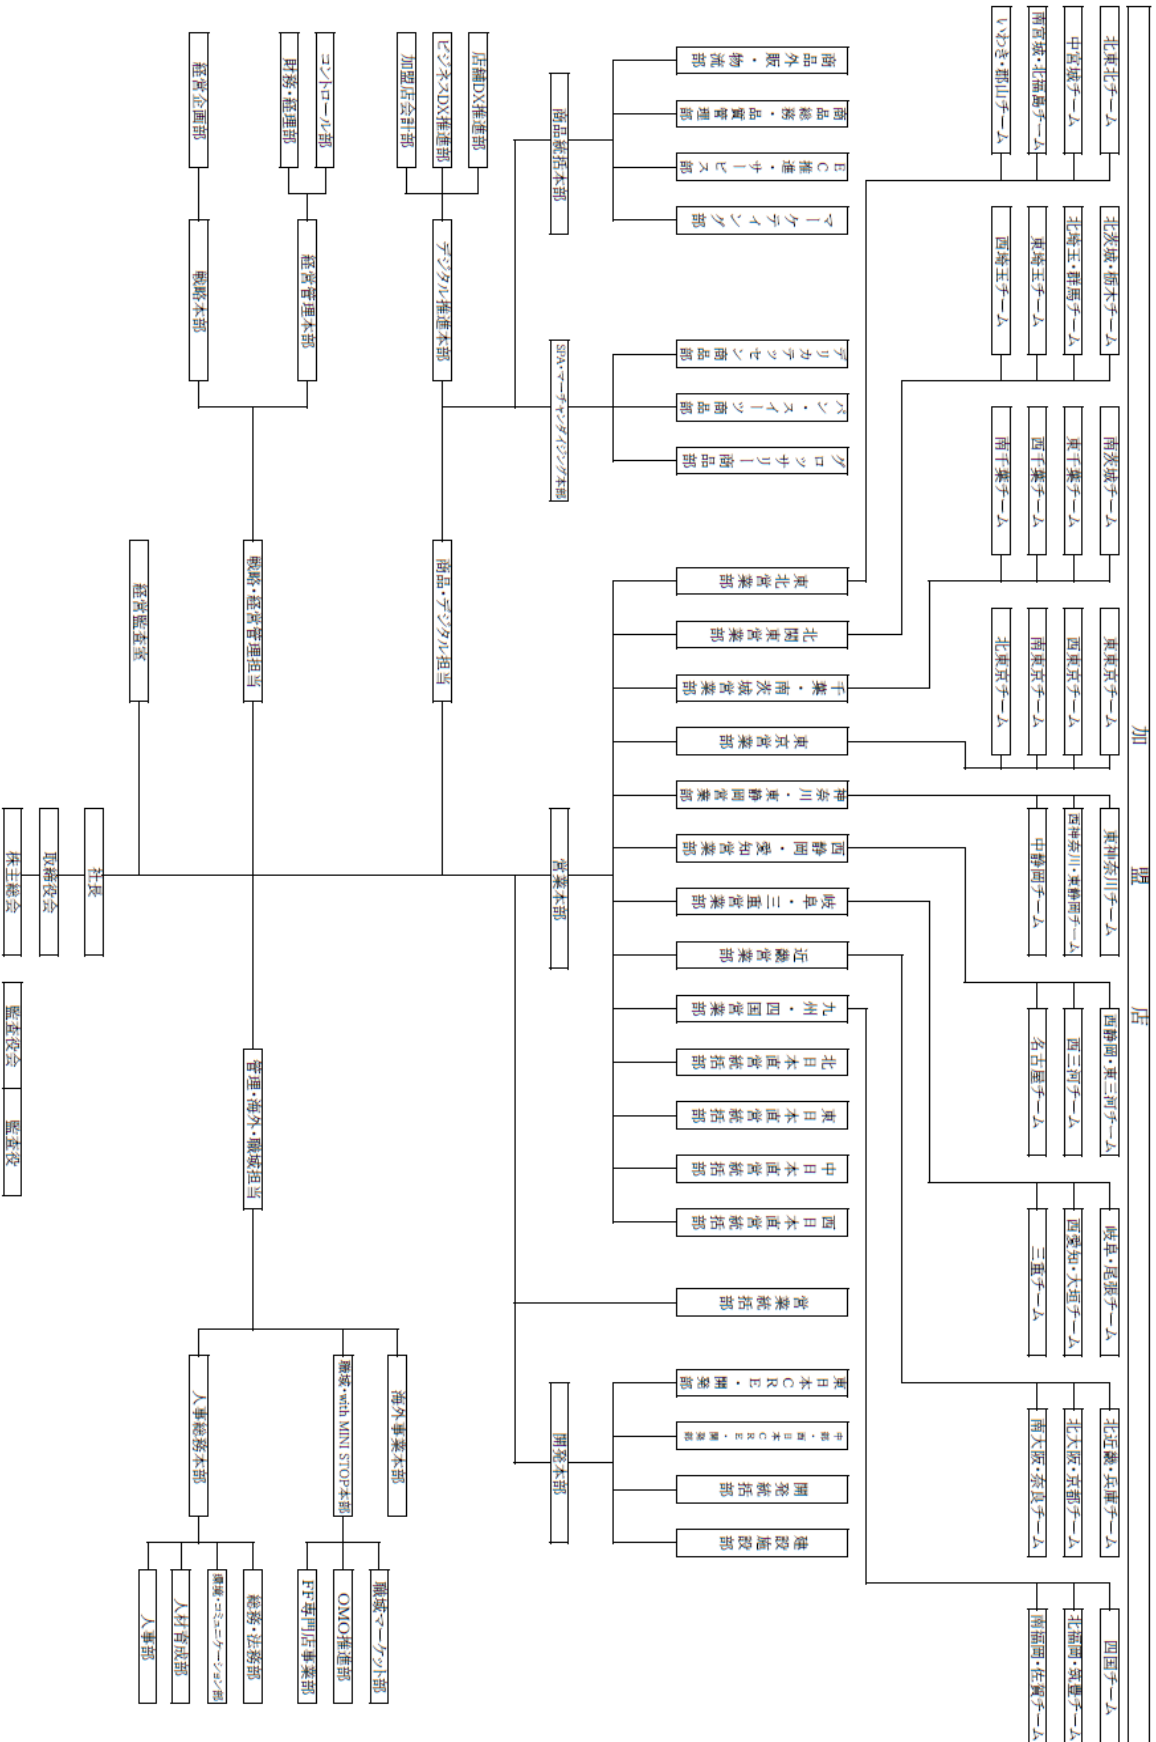 株主総会
監査役会
監査役
取締役会
社長
経営監査室
戦略・経営管理担当
管理・海外・職域担当
戦略本部
経営管理本部
経営企画部
財務・経理部
コントロール部
人事総務本部
職域・with MINI STOP本部
海外事業本部
人事部
人材育成部
環境・コミュニケーション部
総務・法務部
FF専門店事業部
OMO推進部
職域マーケット部
商品・デジタル担当
デジタル推進本部
加盟店会計部
ビジネスDX推進部
店舗DX推進部
商品統括本部
SPA・マーチャンダイジング本部
営業本部
開発本部
商品外販・物流部
商品総務・品質管理部
EC推進・サービス部
マーケティング部
デリカテッセン商品部
パン・スイーツ商品部
グロッサリー商品部
東北営業部
北関東営業部
千葉・南茨城営業部
東京営業部
神奈川・東静岡営業部
西静岡・愛知営業部
岐阜・三重営業部
近畿営業部
九州・四国営業部
北日本直営統括部
東日本直営統括部
中日本直営統括部
西日本直営統括部
営業統括部
東日本CRE・開発部
中部・西日本CRE・開発部
開発統括部
建設施設部
いわき・郡山チーム
南宮城・北福島チーム
中宮城チーム
北東北チーム
西埼玉チーム
東埼玉チーム
北埼玉・群馬チーム
北茨城・栃木チーム
南千葉チーム
西千葉チーム
東千葉チーム
南茨城チーム
北東京チーム
南東京チーム
西東京チーム
東東京チーム
中静岡チーム
西神奈川・東静岡チーム
東神奈川チーム
名古屋チーム
西三河チーム
西静岡・東三河チーム
三重チーム
西愛知・大垣チーム
岐阜・尾張チーム
南大阪・奈良チーム
北大阪・京都チーム
北近畿・兵庫チーム
南福岡・佐賀チーム
北福岡・筑豊チーム
四国チーム
加盟店